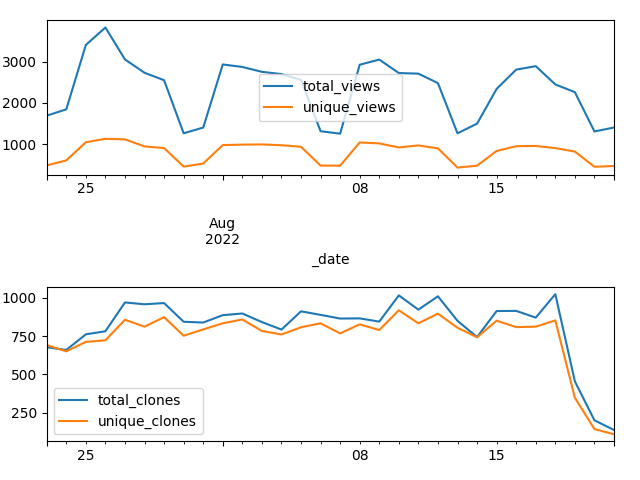 3000
2000
1000
total_views
unique_views
25
08
15
Aug
2022
_date
1000
750
500
250
total_clones
unique_clones
25
08
15